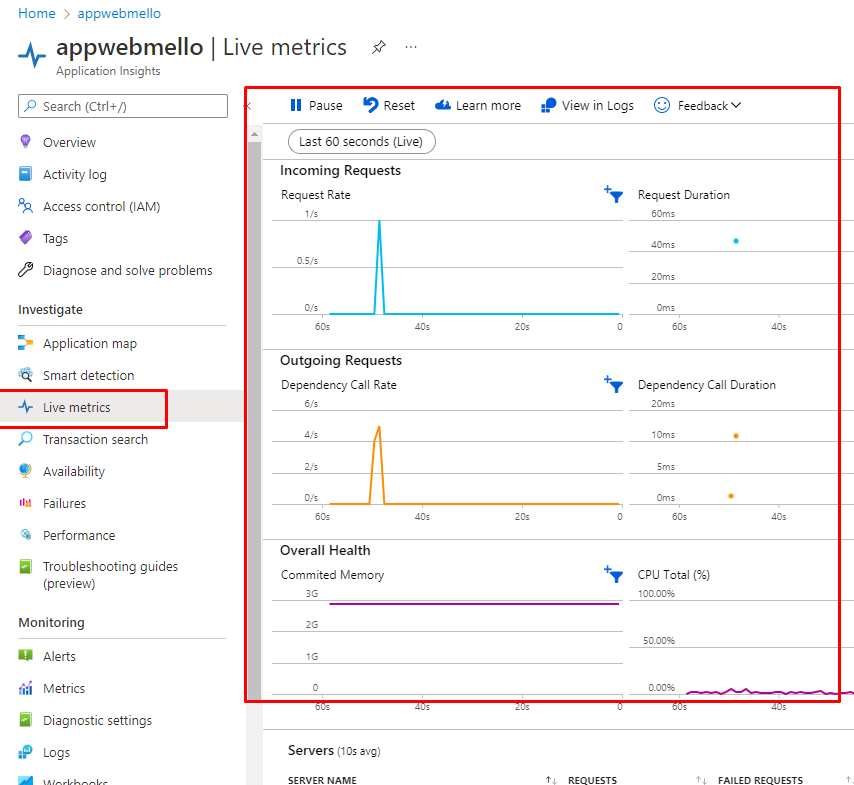 Home > appwebmello
appwebmello | Live metrics
Application Insights
Search (Ctrl+/)
Overview
Activity log
Access control (IAM)
Tags
Diagnose and solve problems
Investigate
Application map
Smart detection
Live metrics
Transaction search
Availability
Failures
Performance
Troubleshooting guides
(preview)
Monitoring
Alerts
Metrics
Diagnostic settings
Logs
Workbooks
Pause Reset Learn more View in Logs Feedback
Last 60 seconds (Live)
Incoming Requests
Request Rate
1/s
0.5/s
0/s
60s 40s 20s 0
Request Duration
60ms
40ms
20ms
0ms
60s 40s
Outgoing Requests
Dependency Call Rate
6/s
4/s
2/s
0/s
60s 40s 20s 0
Dependency Call Duration
20ms
10ms
5ms
0ms
60s 40s
Overall Health
Commited Memory
3G
2G
1G
0
60s 40s 20s 0
CPU Total (%)
100.00%
50.00%
0.00%
60s 40s
Servers (10s avg)
SERVER NAME REQUESTS FAILED REQUESTS